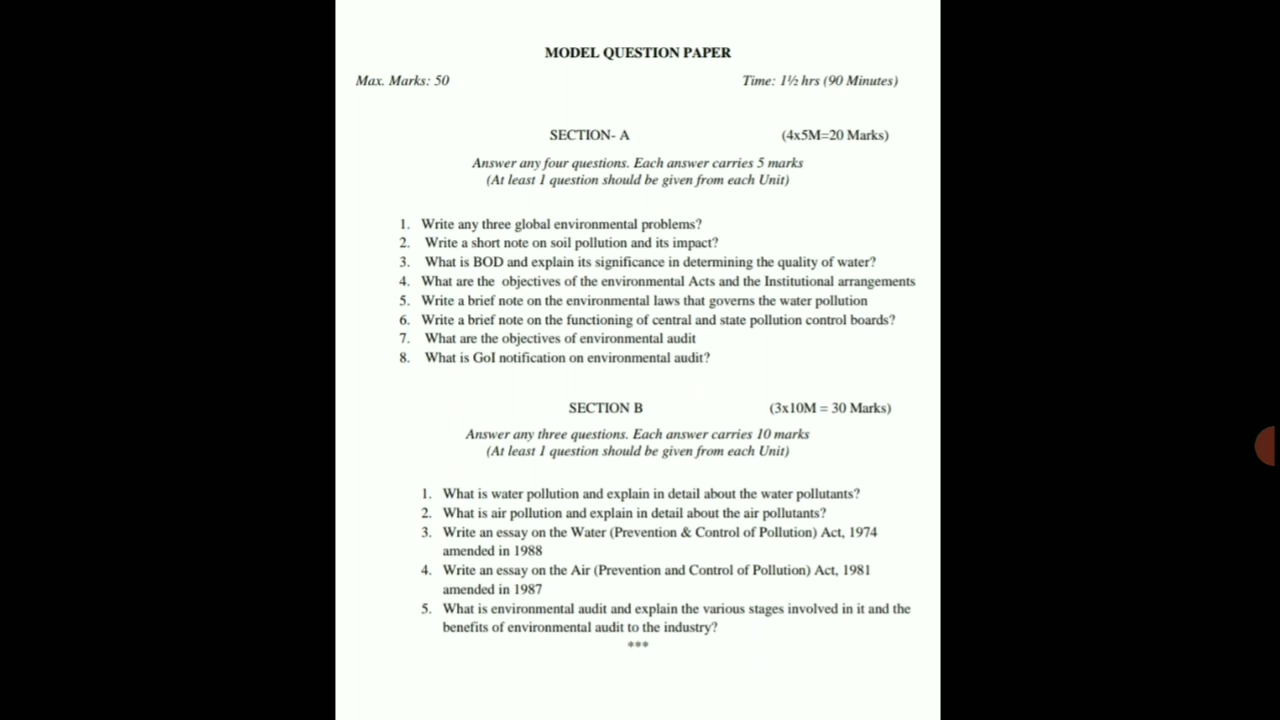 MODEL QUESTION PAPER
Max. Marks: 50 Time: 1½ hrs (90 Minutes)
SECTION- A (4x5M=20 Marks)
Answer any four questions. Each answer carries 5 marks
(At least 1 question should be given from each Unit)
1. Write any three global environmental problems?
2. Write a short note on soil pollution and its impact?
3. What is BOD and explain its significance in determining the quality of water?
4. What are the objectives of the environmental Acts and the Institutional arrangements
5. Write a brief note on the environmental laws that governs the water pollution
6. Write a brief note on the functioning of central and state pollution control boards?
7. What are the objectives of environmental audit
8. What is GoI notification on environmental audit?
SECTION B (3x10M = 30 Marks)
Answer any three questions. Each answer carries 10 marks
(At least 1 question should be given from each Unit)
1. What is water pollution and explain in detail about the water pollutants?
2. What is air pollution and explain in detail about the air pollutants?
3. Write an essay on the Water (Prevention & Control of Pollution) Act, 1974
amended in 1988
4. Write an essay on the Air (Prevention and Control of Pollution) Act, 1981
amended in 1987
5. What is environmental audit and explain the various stages involved in it and the
benefits of environmental audit to the industry?
***